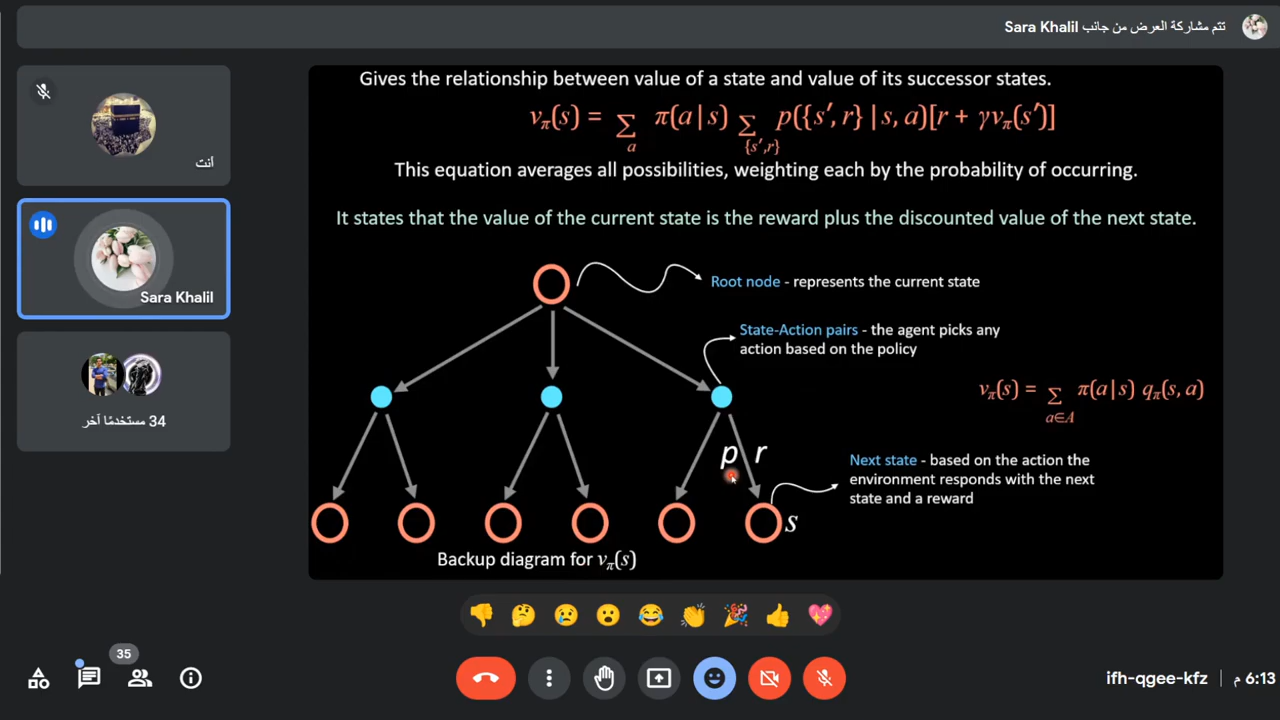 تتم مشاركة العرض من جانب Sara Khalil
أنت
Sara Khalil
34 مستخدمًا آخر
Gives the relationship between value of a state and value of its successor states.
vπ(s) = ∑a π(a|s) ∑{s′,r} p({s′, r} | s, a)[r + γvπ(s′)]
This equation averages all possibilities, weighting each by the probability of occurring.
It states that the value of the current state is the reward plus the discounted value of the next state.
Root node - represents the current state
State-Action pairs - the agent picks any
action based on the policy
vπ(s) = ∑a∈A π(a|s) qπ(s, a)
p r
Next state - based on the action the
environment responds with the next
state and a reward
s
Backup diagram for vπ(s)
35
ifh-qgee-kfz
6:13 م